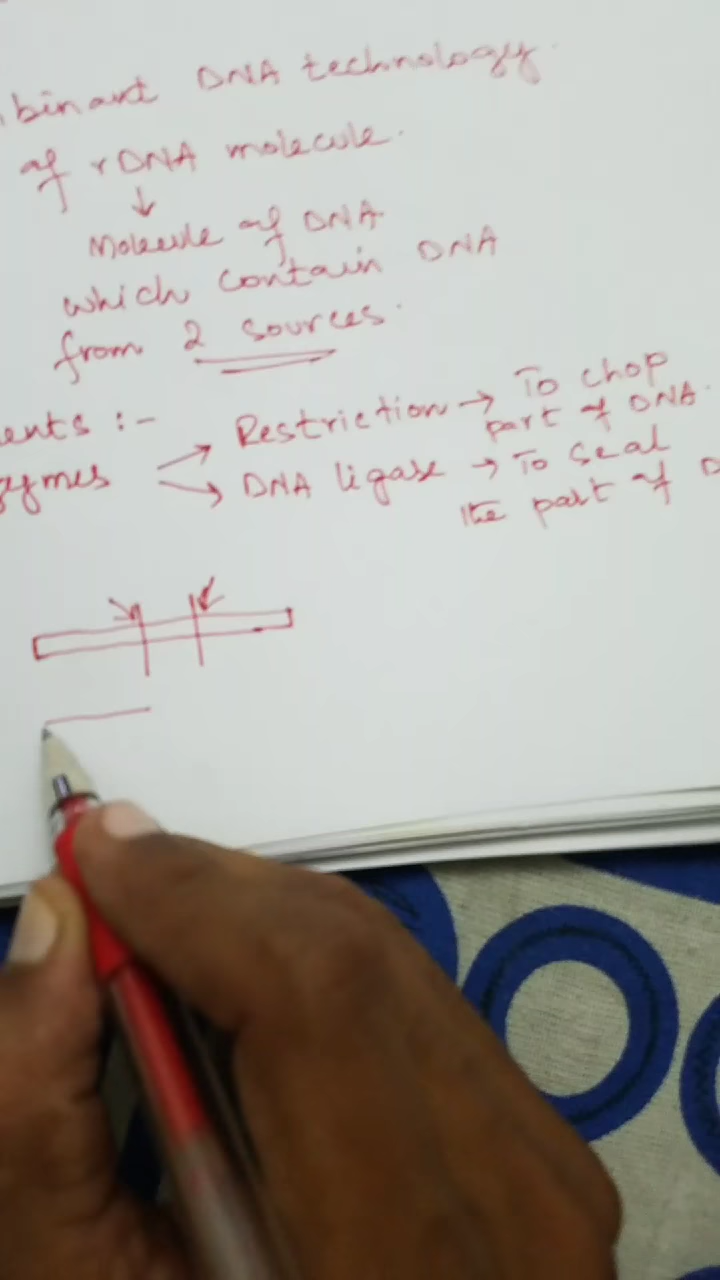 binant DNA technology.
of rDNA molecule.
↓
Molecule of DNA
which contain DNA
from 2 sources.
ents :-
zymes
Restriction → To chop
part of DNA.
DNA ligase → To seal
the part of D